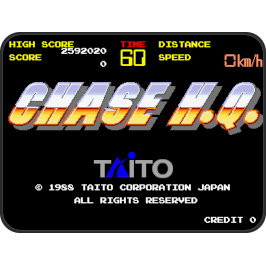 HIGH SCORE TIME DISTANCE
2592020
SCORE 0 60 SPEED 0km/h
CHASE H.Q.
TAITO
© 1988 TAITO CORPORATION JAPAN
ALL RIGHTS RESERVED
CREDIT 0